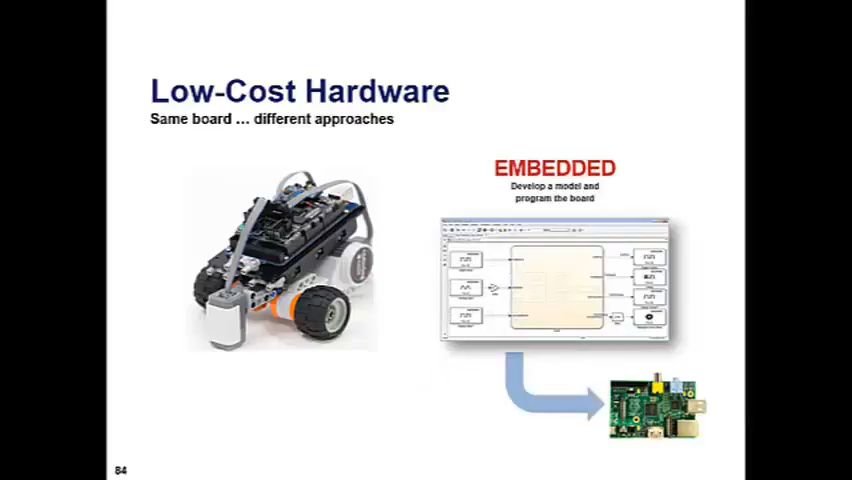 Low-Cost Hardware
Same board … different approaches
EMBEDDED
Develop a model and
program the board
84